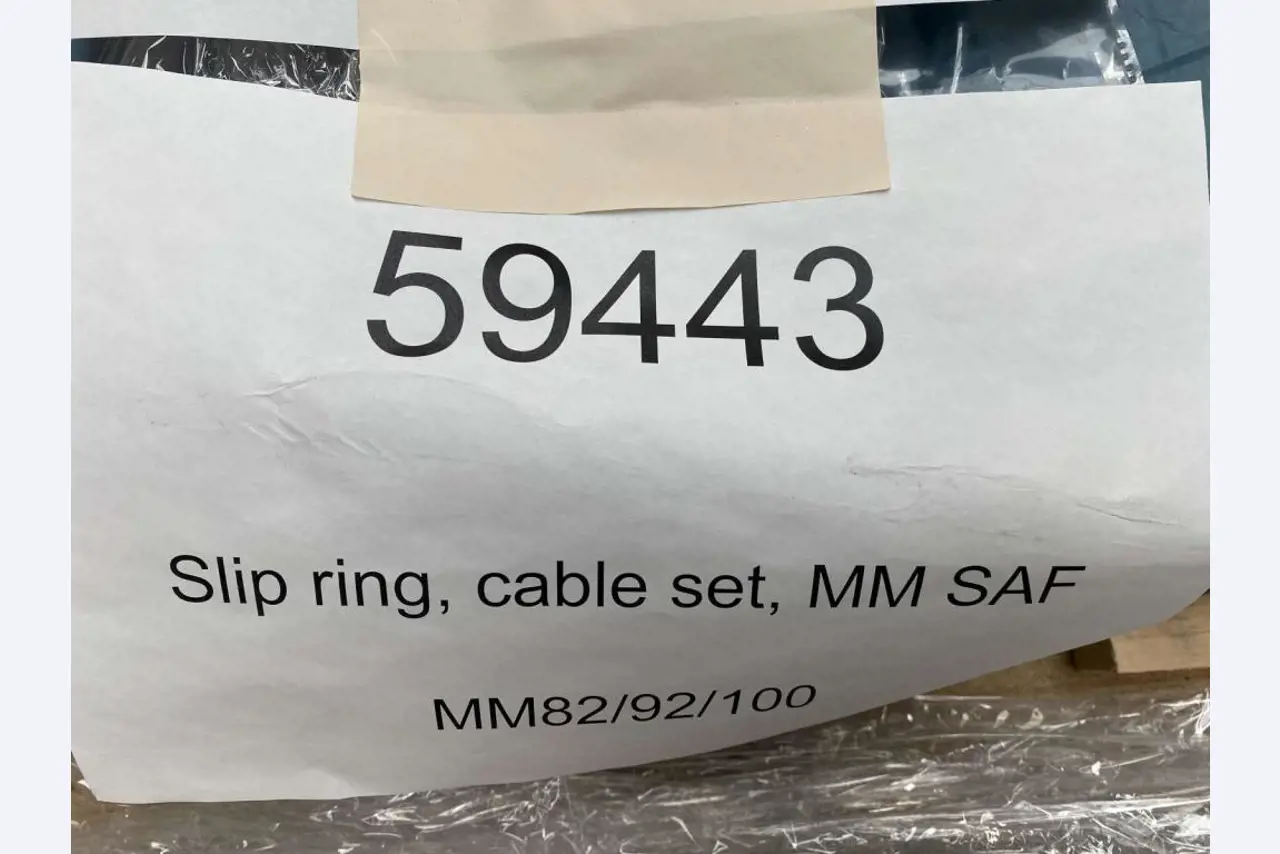 59443
Slip ring, cable set, MM SAF
MM82/92/100